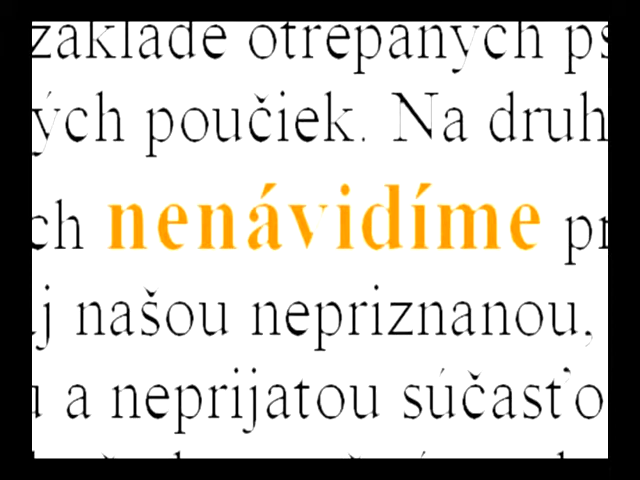 základe otrepaných ps
ých poučiek. Na druh
ch nenávidíme pr
j našou nepriznanou,
u a neprijatou súčasťo